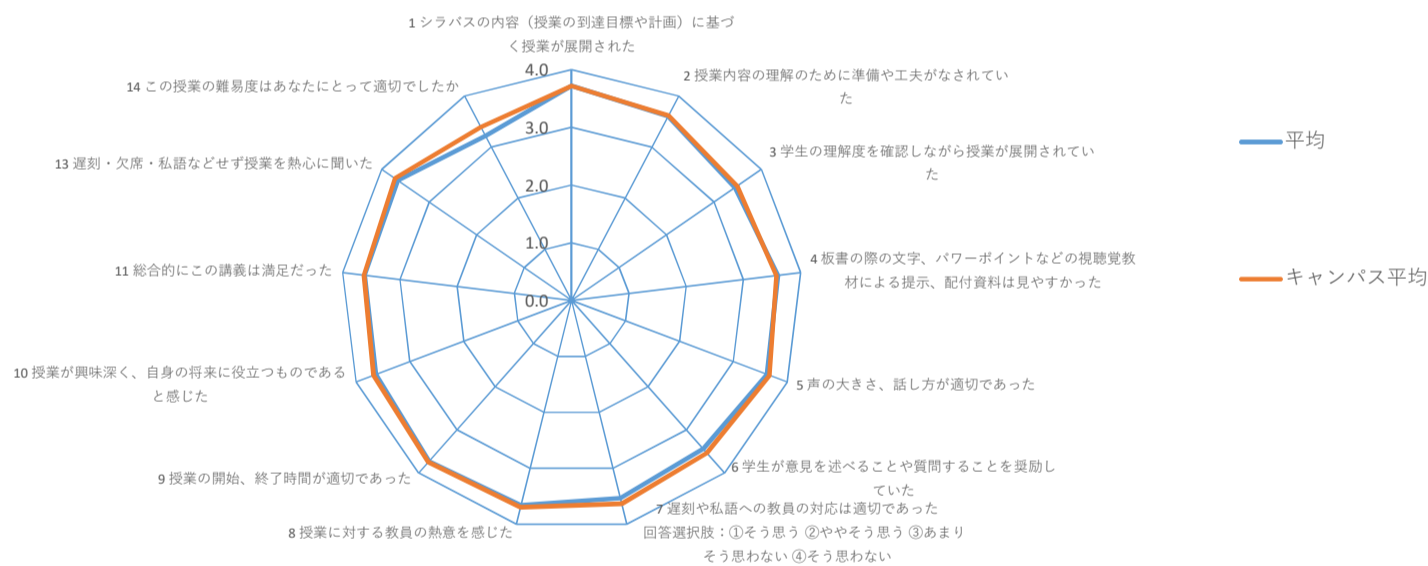 1 シラバスの内容（授業の到達目標や計画）に基づ
く授業が展開された
2 授業内容の理解のために準備や工夫がなされてい
た
3 学生の理解度を確認しながら授業が展開されてい
た
4 板書の際の文字、パワーポイントなどの視聴覚教
材による提示、配付資料は見やすかった
5 声の大きさ、話し方が適切であった
6 学生が意見を述べることや質問することを奨励し
ていた
7 遅刻や私語への教員の対応は適切であった
回答選択肢：①そう思う ②ややそう思う ③あまり
そう思わない ④そう思わない
8 授業に対する教員の熱意を感じた
9 授業の開始、終了時間が適切であった
10 授業が興味深く、自身の将来に役立つものである
と感じた
11 総合的にこの講義は満足だった
13 遅刻・欠席・私語などせず授業を熱心に聞いた
14 この授業の難易度はあなたにとって適切でしたか
4.0
3.0
2.0
1.0
0.0
平均
キャンパス平均